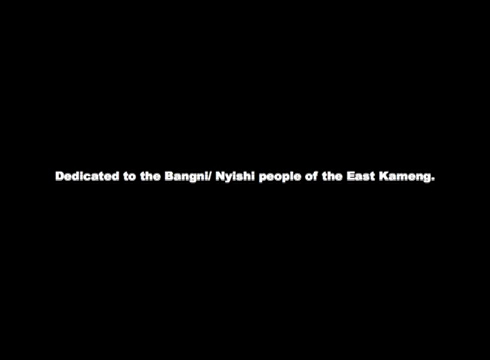 Dedicated to the Bangni/ Nyishi people of the East Kameng.